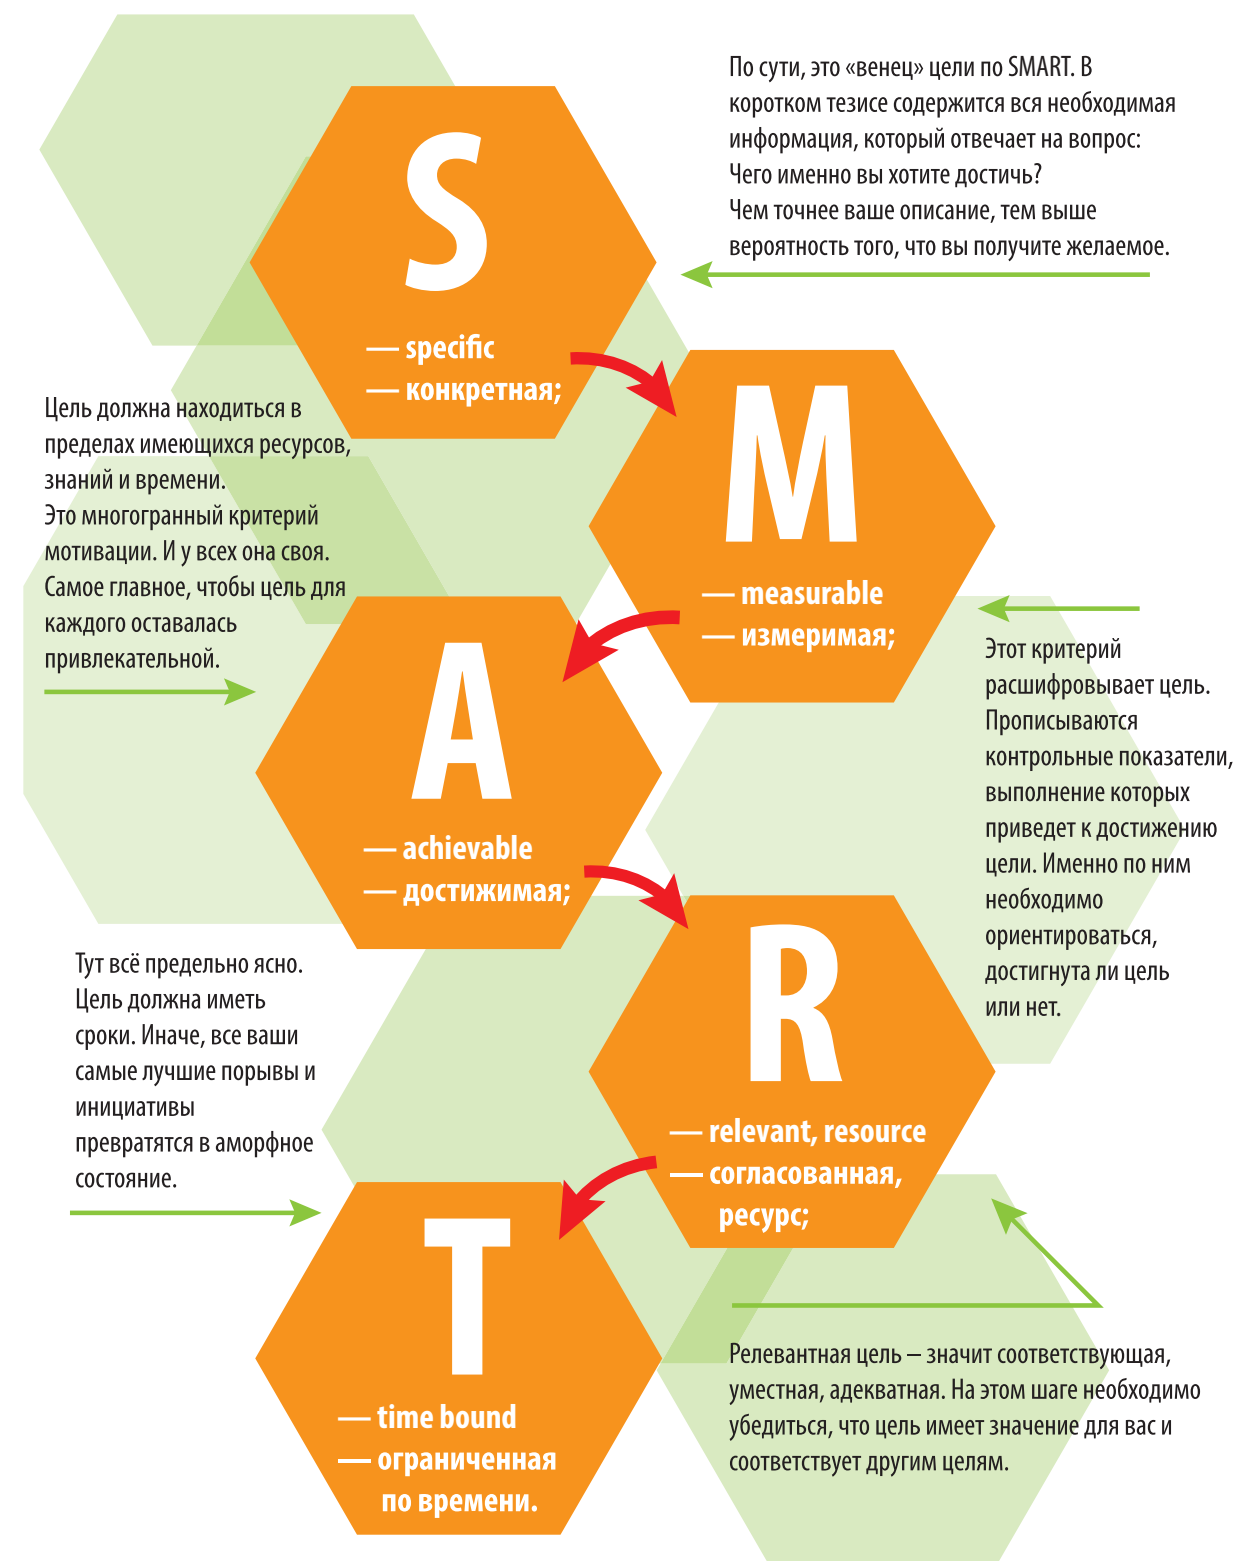 S
— specific
— конкретная;
По сути, это «венец» цели по SMART. В
коротком тезисе содержится вся необходимая
информация, который отвечает на вопрос:
Чего именно вы хотите достичь?
Чем точнее ваше описание, тем выше
вероятность того, что вы получите желаемое.
M
— measurable
— измеримая;
Этот критерий
расшифровывает цель.
Прописываются
контрольные показатели,
выполнение которых
приведет к достижению
цели. Именно по ним
необходимо
ориентироваться,
достигнута ли цель
или нет.
Цель должна находиться в
пределах имеющихся ресурсов,
знаний и времени.
Это многогранный критерий
мотивации. И у всех она своя.
Самое главное, чтобы цель для
каждого оставалась
привлекательной.
A
— achievable
— достижимая;
R
— relevant, resource
— согласованная,
ресурс;
Релевантная цель – значит соответствующая,
уместная, адекватная. На этом шаге необходимо
убедиться, что цель имеет значение для вас и
соответствует другим целям.
Тут всё предельно ясно.
Цель должна иметь
сроки. Иначе, все ваши
самые лучшие порывы и
инициативы
превратятся в аморфное
состояние.
T
— time bound
— ограниченная
по времени.